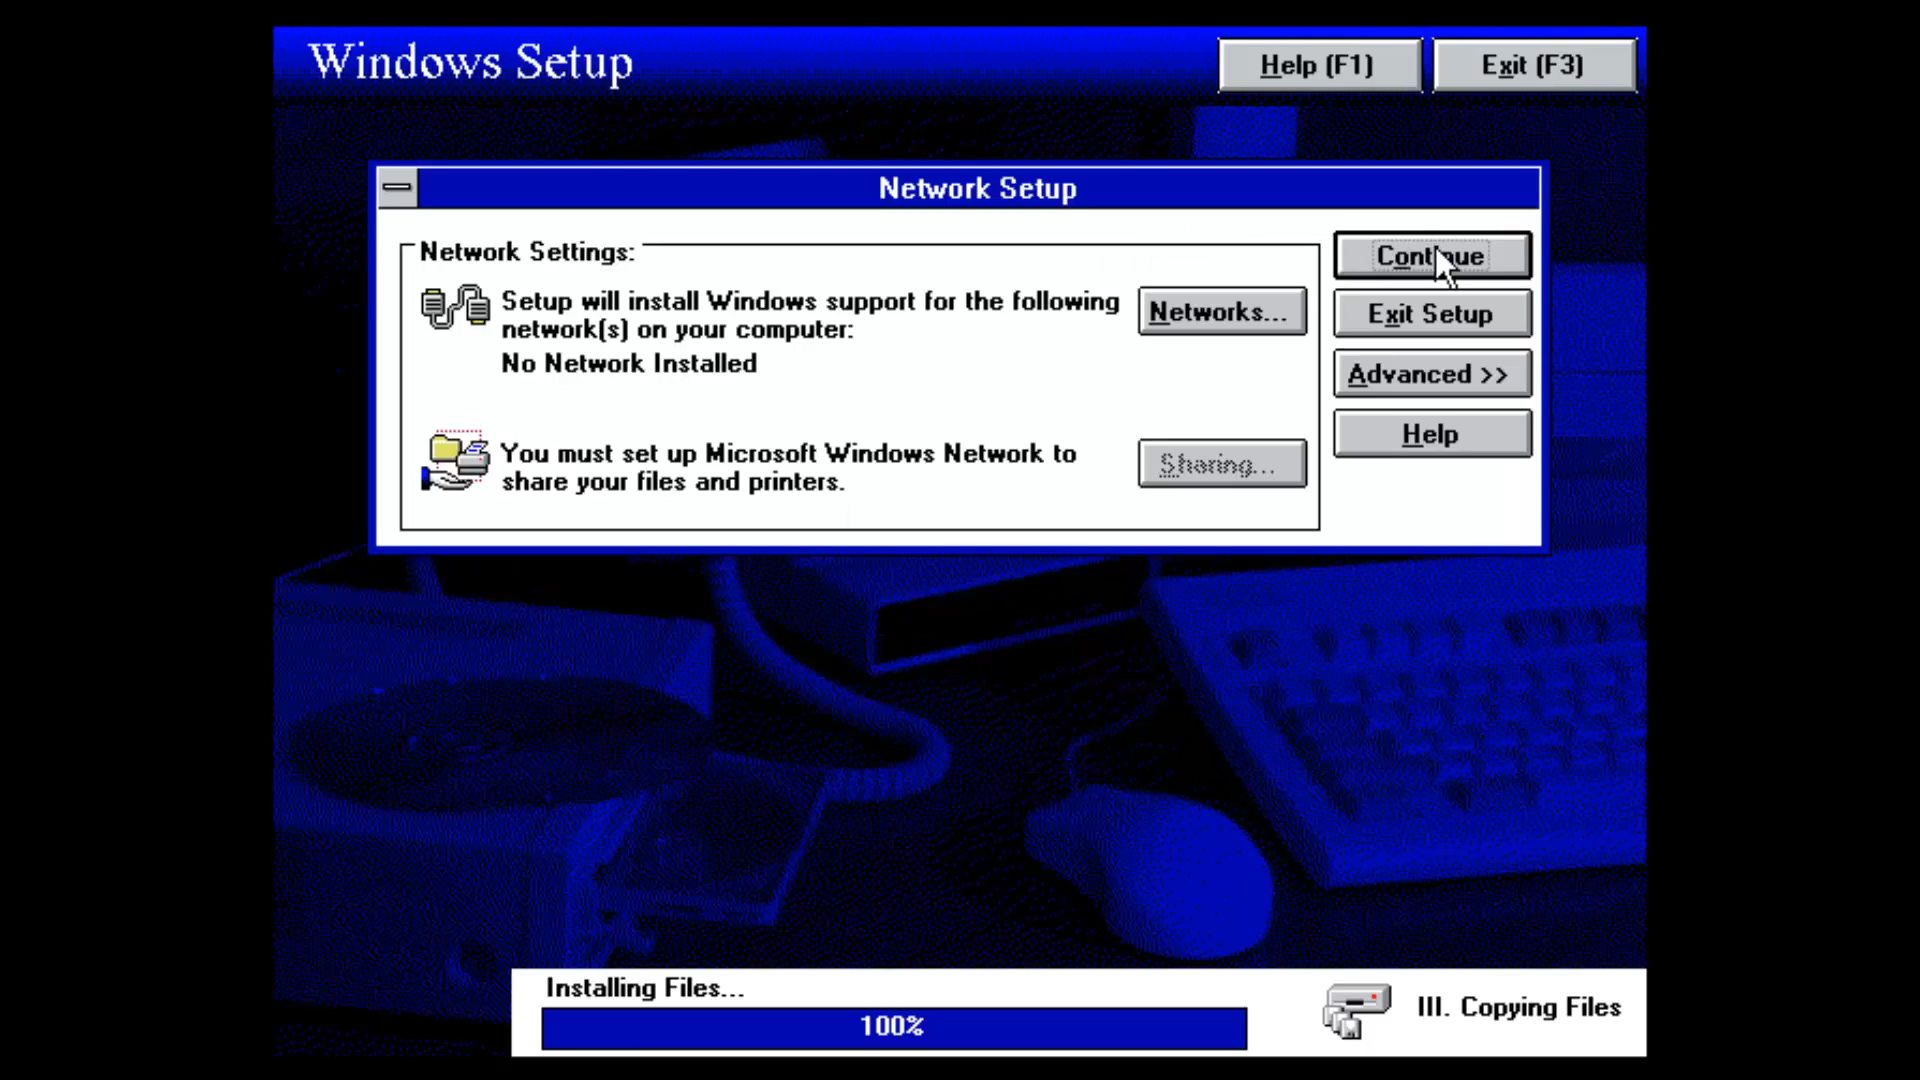 Windows Setup
Help (F1)
Exit (F3)
Network Setup
Network Settings:
Setup will install Windows support for the following
network(s) on your computer:
No Network Installed
Networks...
You must set up Microsoft Windows Network to
share your files and printers.
Sharing...
Continue
Exit Setup
Advanced >>
Help
Installing Files...
100%
III. Copying Files